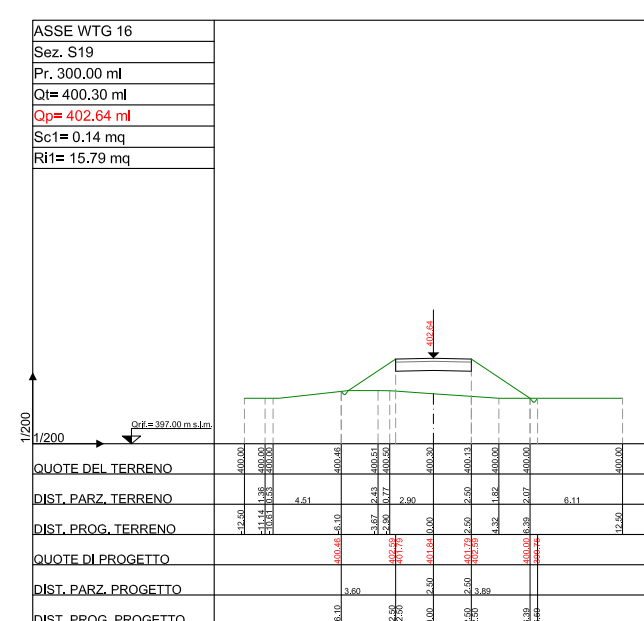 ASSE WTG 16
Sez. S19
Pr. 300.00 ml
Qt= 400.30 ml
Qp= 402.64 ml
Sc1= 0.14 mq
Ri1= 15.79 mq
402.64
1/200
1/200
Qrif.= 397.00 m s.l.m.
QUOTE DEL TERRENO 400.00 400.00 400.00 400.46 400.51 400.50 400.30 400.13 400.00 400.00 400.00
DIST. PARZ. TERRENO 1.36 0.53 4.51 2.43 0.77 2.90 2.50 1.82 2.07 6.11
DIST. PROG. TERRENO -12.50 -11.14 -10.61 -6.10 -3.67 -2.90 0.00 2.50 4.32 6.39 12.50
QUOTE DI PROGETTO 400.46 402.59 401.79 401.84 401.79 402.59 400.00 399.75
DIST. PARZ. PROGETTO 3.60 2.50 2.50 3.89
DIST. PROG. PROGETTO